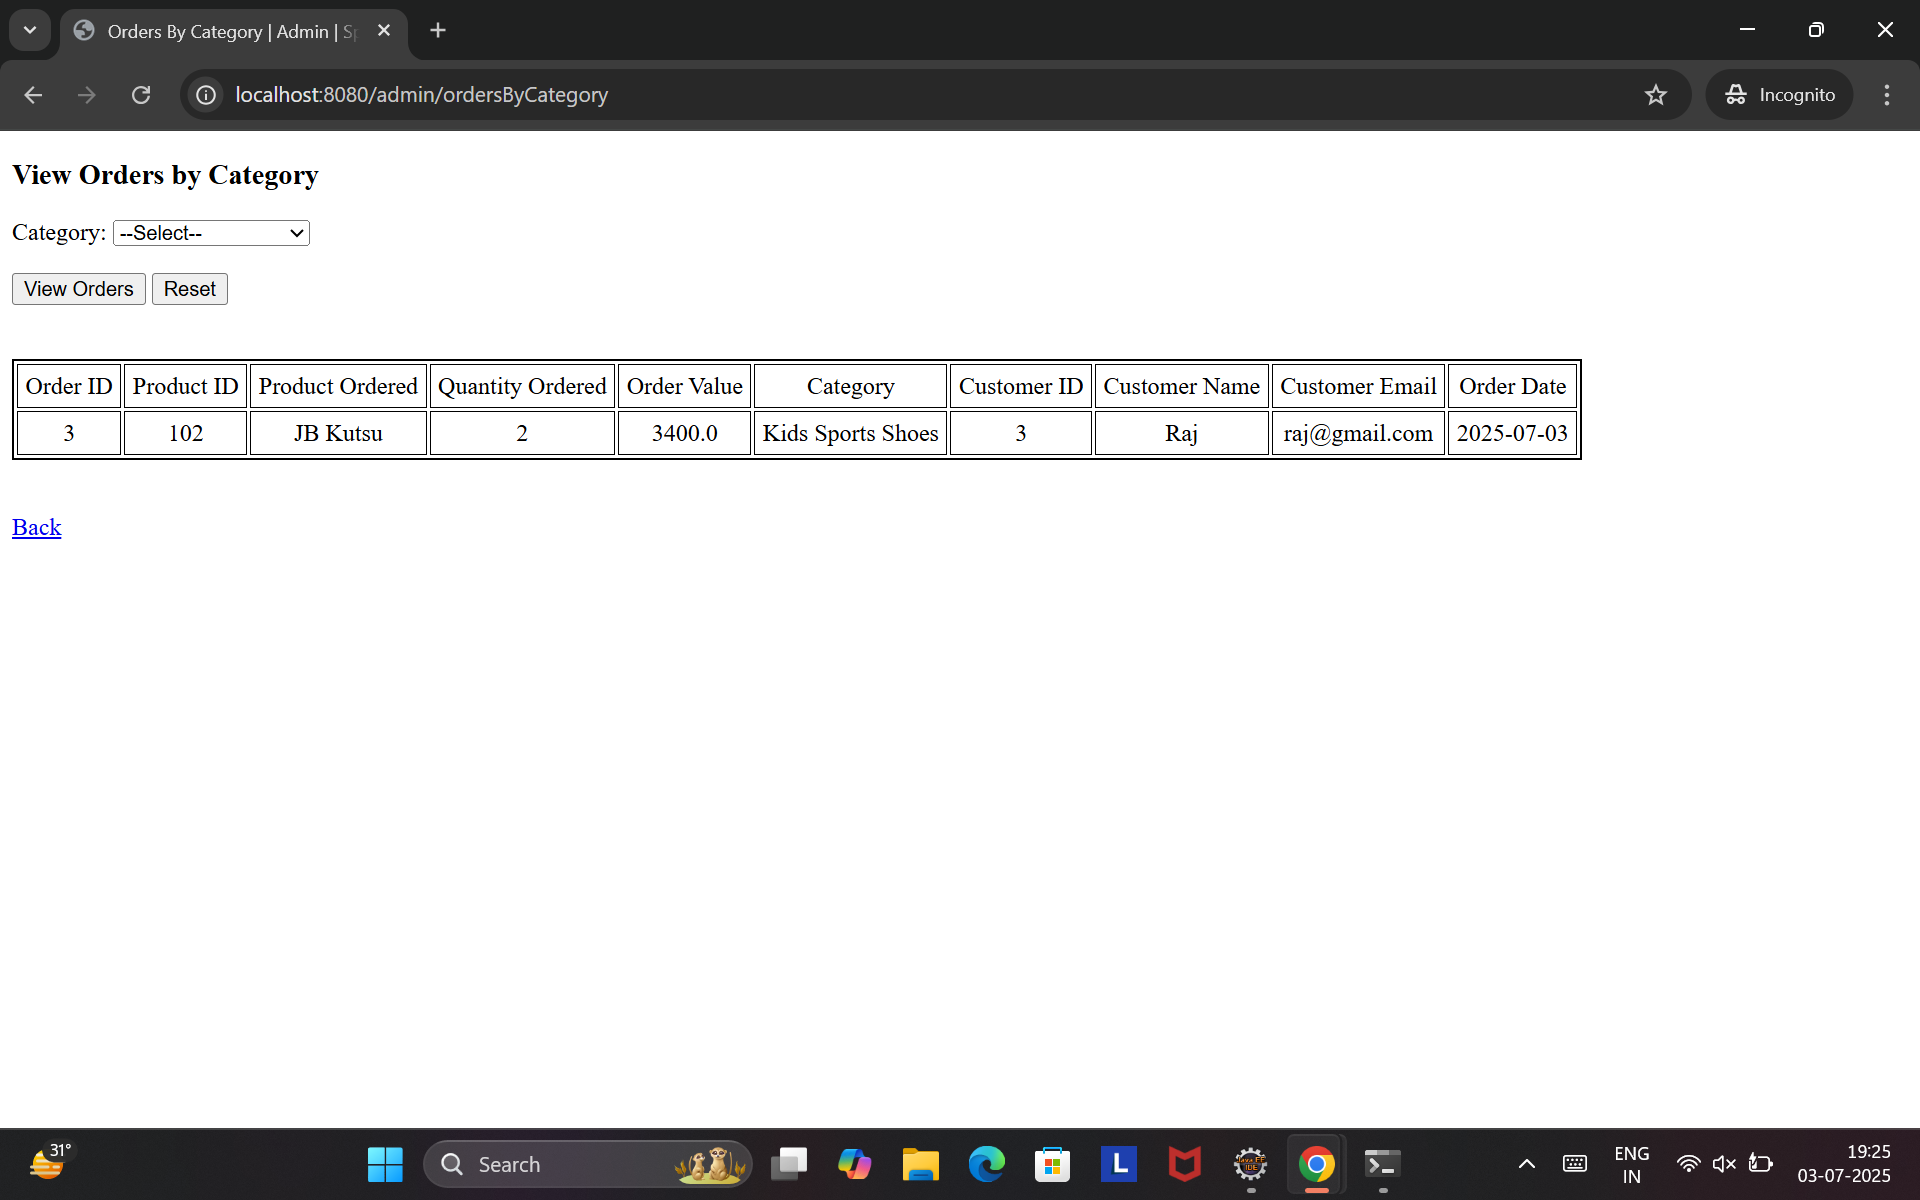 Orders By Category | Admin | Sp
localhost:8080/admin/ordersByCategory
Incognito
View Orders by Category
Category: --Select--
View Orders Reset
Order ID Product ID Product Ordered Quantity Ordered Order Value Category Customer ID Customer Name Customer Email Order Date
3 102 JB Kutsu 2 3400.0 Kids Sports Shoes 3 Raj raj@gmail.com 2025-07-03
Back
31°
Search
L
Java EE
IDE
ENG
IN
19:25
03-07-2025